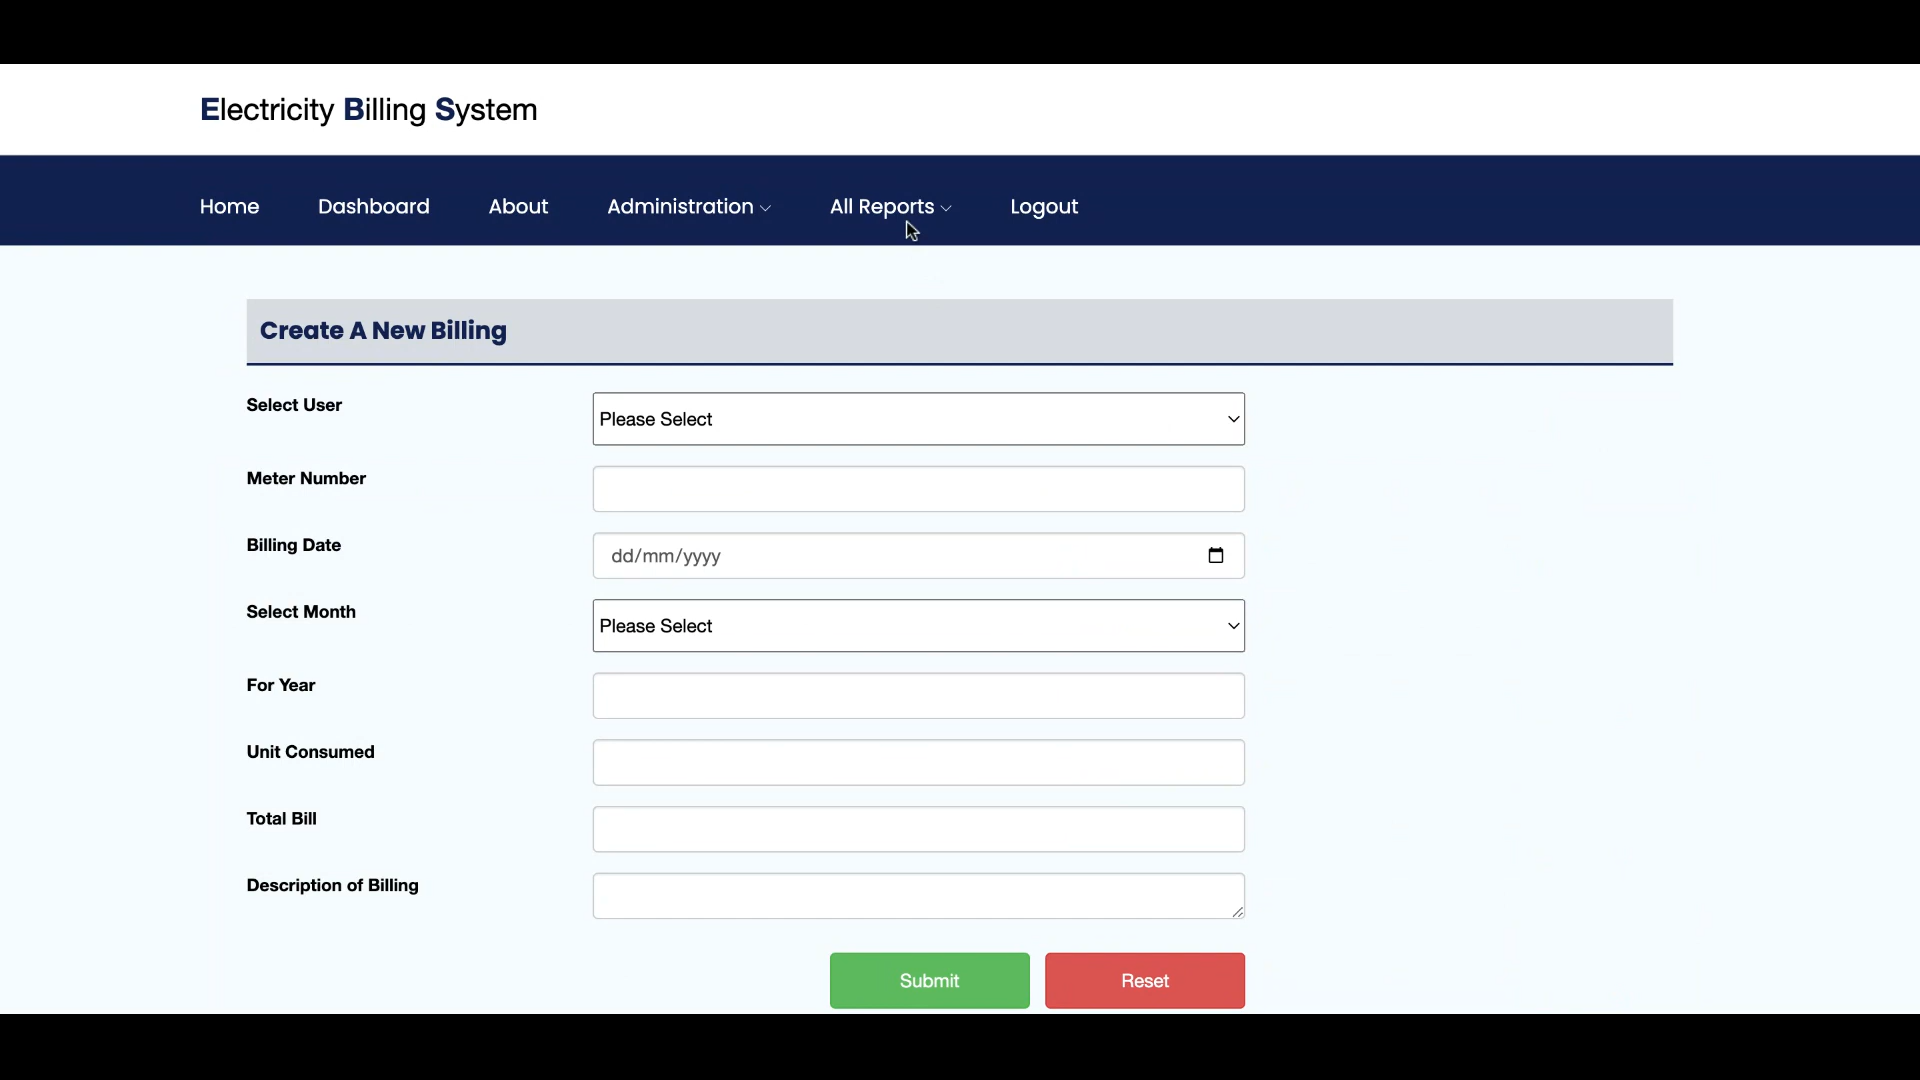 Electricity Billing System
Home Dashboard About Administration All Reports Logout
Create A New Billing
Select User Please Select
Meter Number
Billing Date dd/mm/yyyy
Select Month Please Select
For Year
Unit Consumed
Total Bill
Description of Billing
Submit Reset